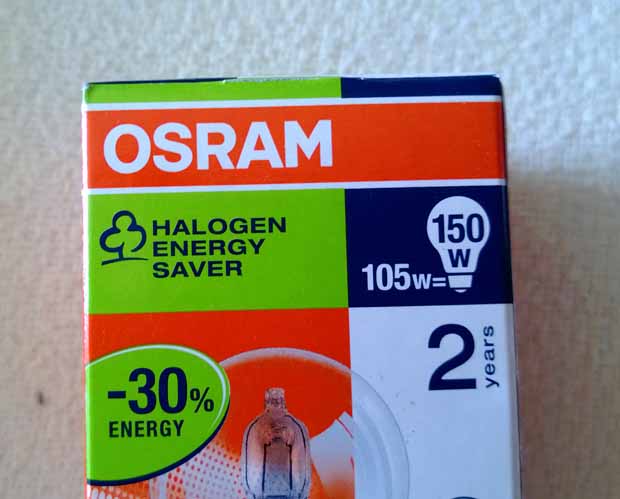 OSRAM
HALOGEN
ENERGY
SAVER
150
W
105W=
2 years
-30%
ENERGY